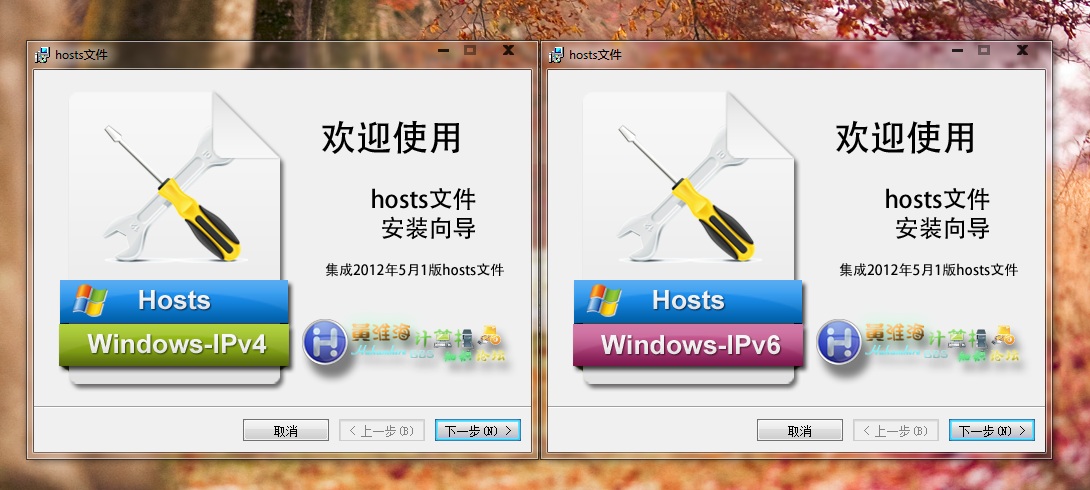 hosts文件
欢迎使用
hosts文件
安装向导
集成2012年5月1版hosts文件
Hosts
Windows-IPv4
黄淮海计算机
取消
< 上一步(B)
下一步(N) >
hosts文件
欢迎使用
hosts文件
安装向导
集成2012年5月1版hosts文件
Hosts
Windows-IPv6
黄淮海计算机
取消
< 上一步(B)
下一步(N) >